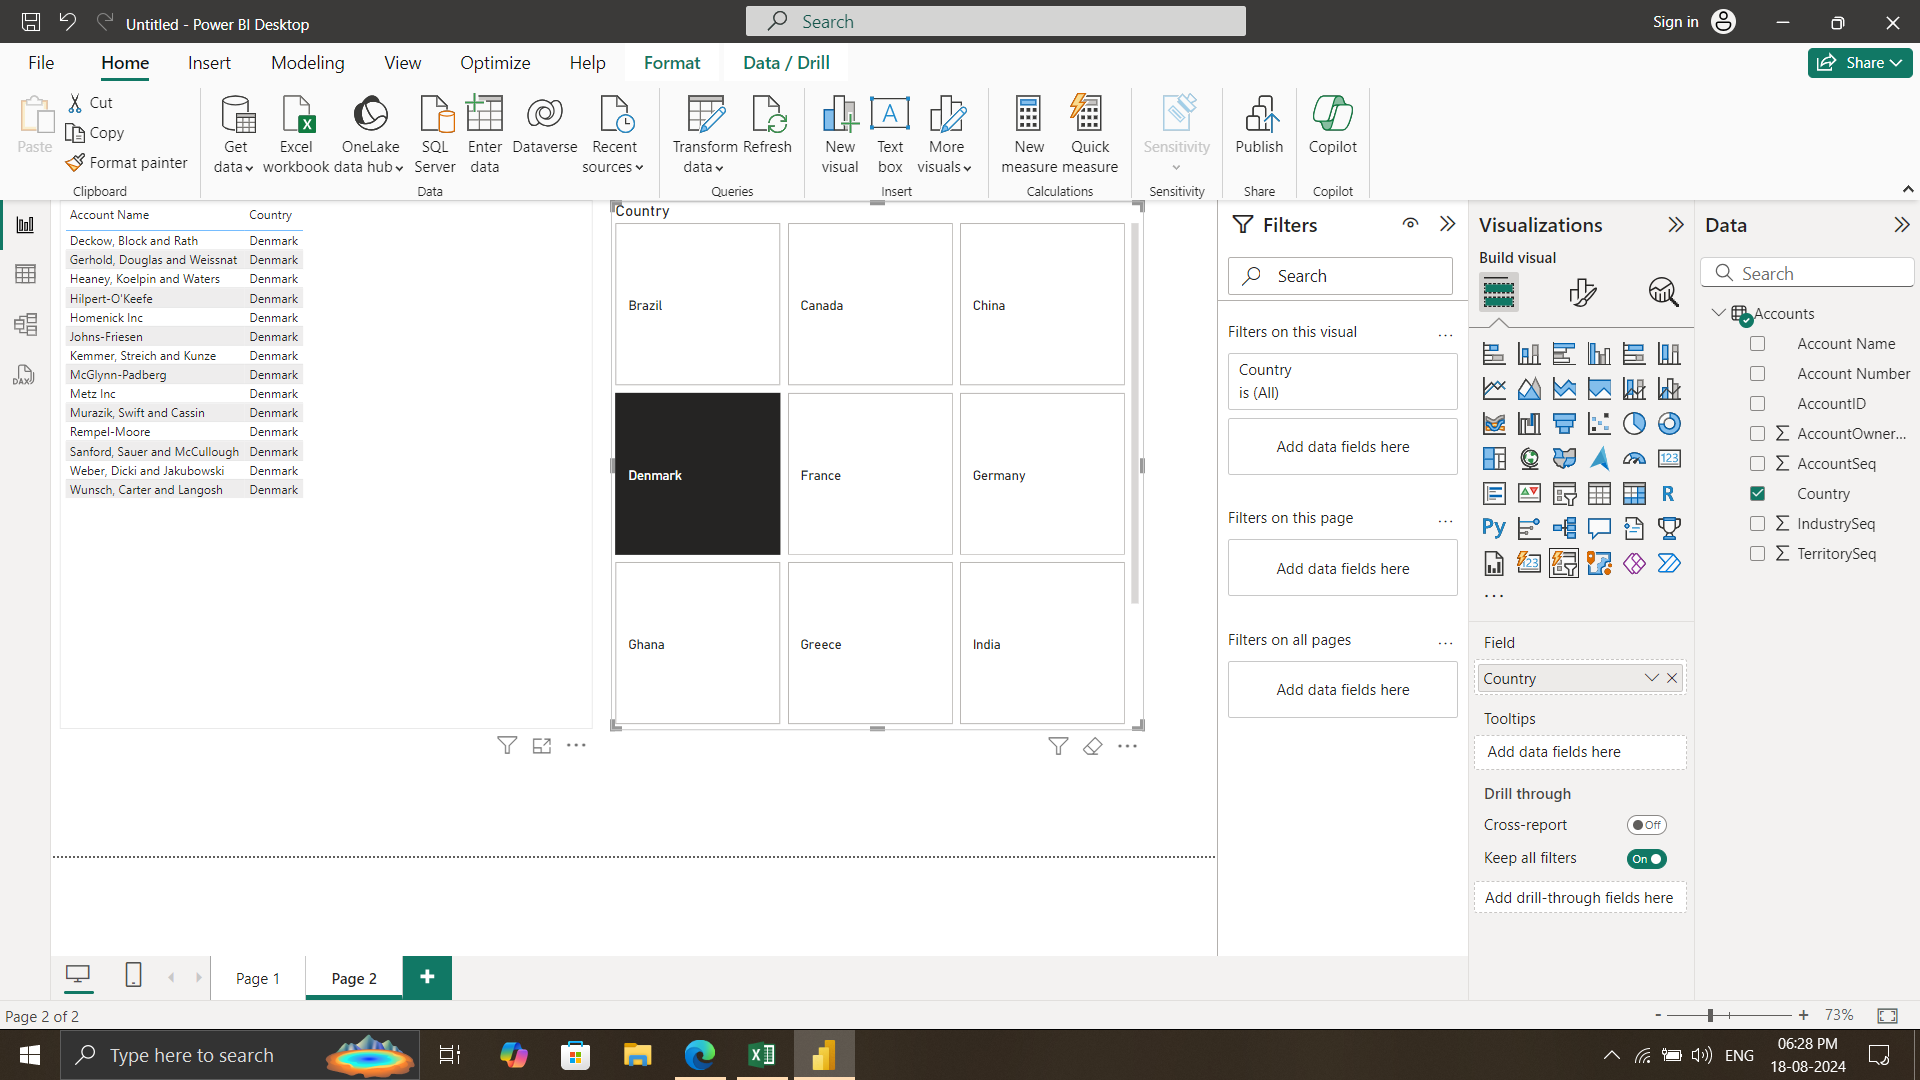 Untitled - Power BI Desktop
Search
Sign in
File
Home
Insert
Modeling
View
Optimize
Help
Format
Data / Drill
Share
Paste
Cut
Copy
Format painter
Clipboard
Get
data
Excel
workbook
OneLake
data hub
SQL
Server
Enter
data
Dataverse
Recent
sources
Data
Transform
data
Refresh
Queries
New
visual
Text
box
More
visuals
Insert
New
measure
Quick
measure
Calculations
Sensitivity
Sensitivity
Publish
Share
Copilot
Copilot
Account Name Country
Deckow, Block and Rath Denmark
Gerhold, Douglas and Weissnat Denmark
Heaney, Koelpin and Waters Denmark
Hilpert-O'Keefe Denmark
Homenick Inc Denmark
Johns-Friesen Denmark
Kemmer, Streich and Kunze Denmark
McGlynn-Padberg Denmark
Metz Inc Denmark
Murazik, Swift and Cassin Denmark
Rempel-Moore Denmark
Sanford, Sauer and McCullough Denmark
Weber, Dicki and Jakubowski Denmark
Wunsch, Carter and Langosh Denmark
Country
Brazil Canada China
Denmark France Germany
Ghana Greece India
Filters
Search
Filters on this visual
Country
is (All)
Add data fields here
Filters on this page
Add data fields here
Filters on all pages
Add data fields here
Visualizations
Build visual
123
R
Py
123
Field
Country
Tooltips
Add data fields here
Drill through
Cross-report
Off
Keep all filters
On
Add drill-through fields here
Data
Search
Accounts
Account Name
Account Number
AccountID
AccountOwner...
AccountSeq
Country
IndustrySeq
TerritorySeq
DAX
Page 1
Page 2
Page 2 of 2
- + 73%
Type here to search
ENG
06:28 PM
18-08-2024